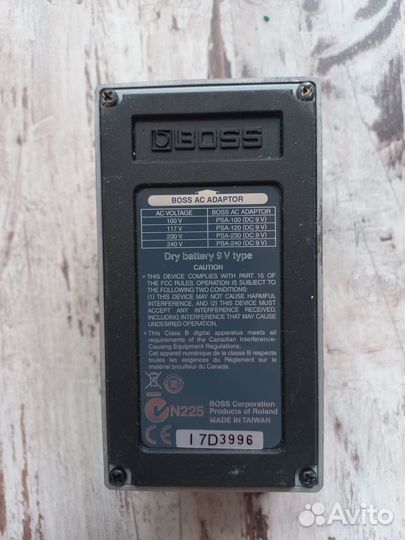 BOSS
BOSS AC ADAPTOR
AC VOLTAGE BOSS AC ADAPTOR
100 V PSA-100 (DC 9 V)
117 V PSA-120 (DC 9 V)
230 V PSA-230 (DC 9 V)
240 V PSA-240 (DC 9 V)
Dry battery 9 V type
CAUTION
• THIS DEVICE COMPLIES WITH PART 15 OF
THE FCC RULES. OPERATION IS SUBJECT TO
THE FOLLOWING TWO CONDITIONS:
(1) THIS DEVICE MAY NOT CAUSE HARMFUL
INTERFERENCE, AND (2) THIS DEVICE MUST
ACCEPT ANY INTERFERENCE RECEIVED,
INCLUDING INTERFERENCE THAT MAY CAUSE
UNDESIRED OPERATION.
• This Class B digital apparatus meets all
requirements of the Canadian Interference-
Causing Equipment Regulations.
Cet appareil numérique de la classe B respecte
toutes les exigences du Règlement sur le
matériel brouilleur du Canada.
N225
BOSS Corporation
Products of Roland
MADE IN TAIWAN
CE
I 7D3996
Avito